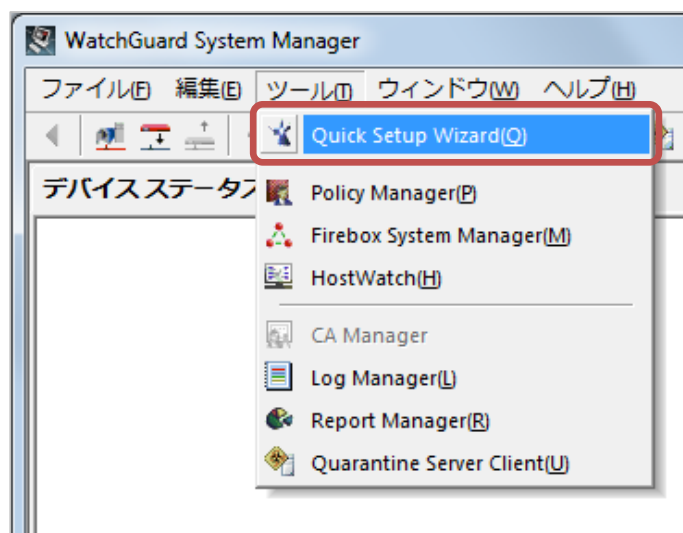 WatchGuard System Manager
ファイル(F) 編集(E) ツール(T) ウィンドウ(W) ヘルプ(H)
Quick Setup Wizard(Q)
デバイス ステータス
Policy Manager(P)
Firebox System Manager(M)
HostWatch(H)
CA Manager
Log Manager(L)
Report Manager(R)
Quarantine Server Client(U)